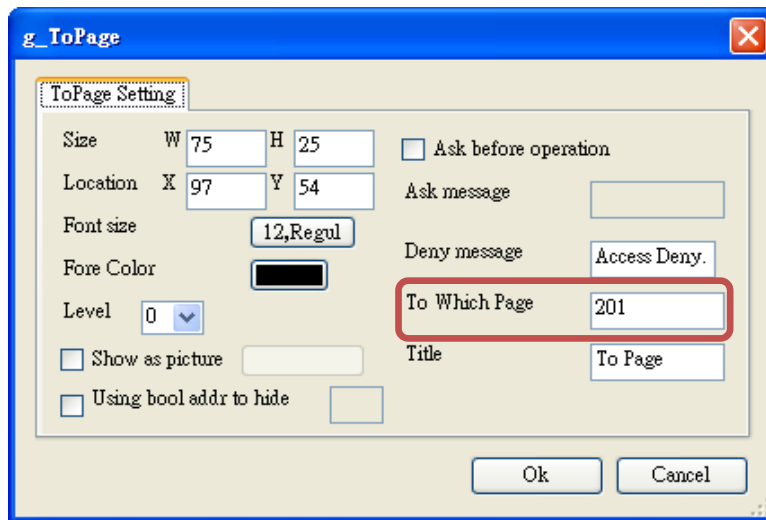 g_ToPage
ToPage Setting
Size W 75 H 25
Location X 97 Y 54
Font size 12,Regul
Fore Color
Level 0
Show as picture
Using bool addr to hide
Ask before operation
Ask message
Deny message Access Deny.
To Which Page 201
Title To Page
Ok Cancel